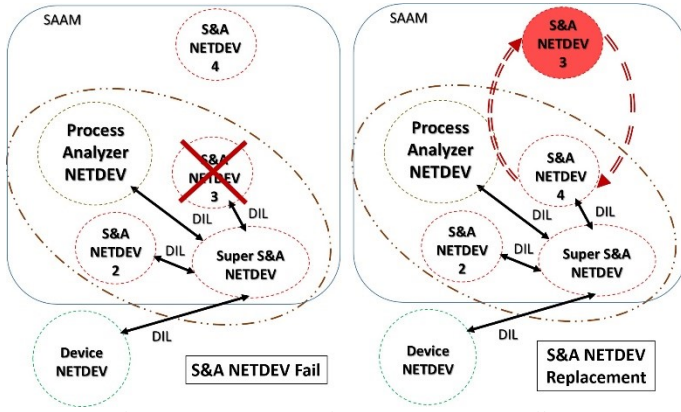 SAAM
S&A
NETDEV
4
Process
Analyzer
NETDEV
S&A
NETDEV
3
DIL
S&A
NETDEV
2
DIL
DIL
Super S&A
NETDEV
DIL
Device
NETDEV
S&A NETDEV Fail
SAAM
S&A
NETDEV
3
Process
Analyzer
NETDEV
S&A
NETDEV
4
DIL
S&A
NETDEV
2
DIL
DIL
Super S&A
NETDEV
DIL
Device
NETDEV
S&A NETDEV
Replacement